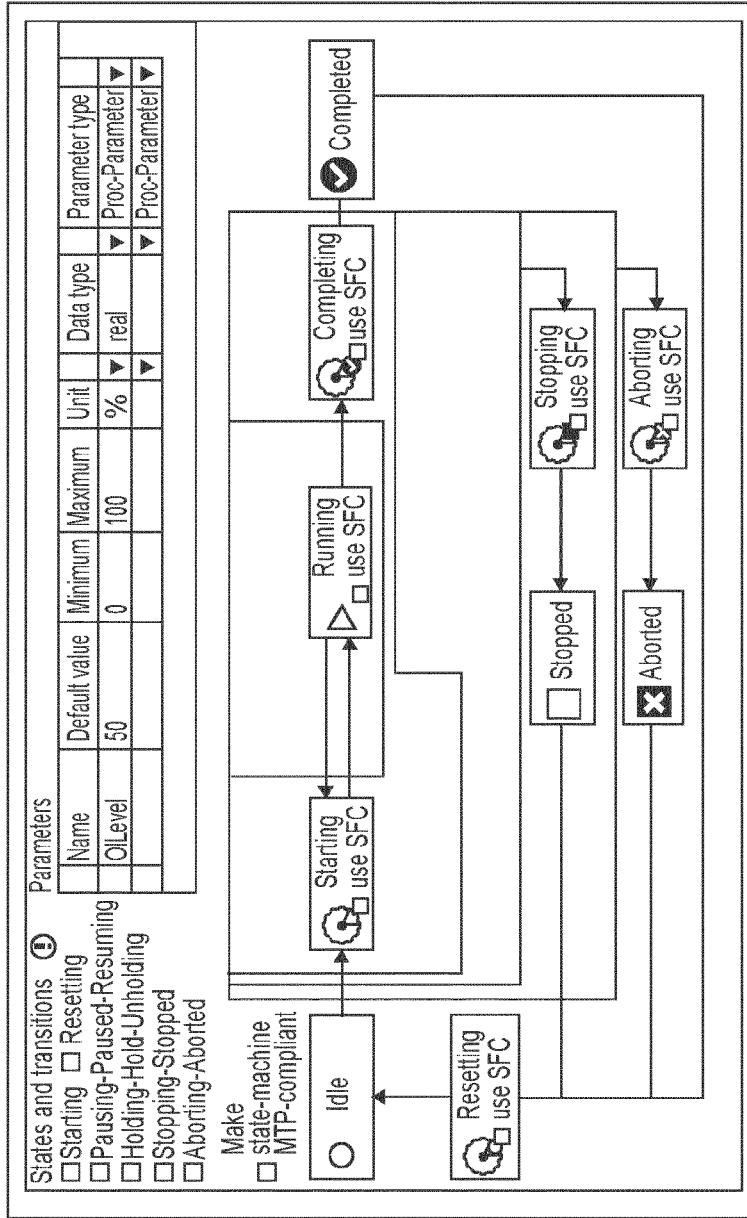 States and transitions
Starting Resetting
Pausing-Paused-Resuming
Holding-Hold-Unholding
Stopping-Stopped
Aborting-Aborted
Make
state-machine
MTP-compliant
Parameters
Name Default value Minimum Maximum Unit Data type Parameter type
OILevel 50 0 100 % real Proc-Parameter
Proc-Parameter
Idle
Starting
use SFC
Running
use SFC
Completing
use SFC
Completed
Resetting
use SFC
Stopped
Stopping
use SFC
Aborted
Aborting
use SFC